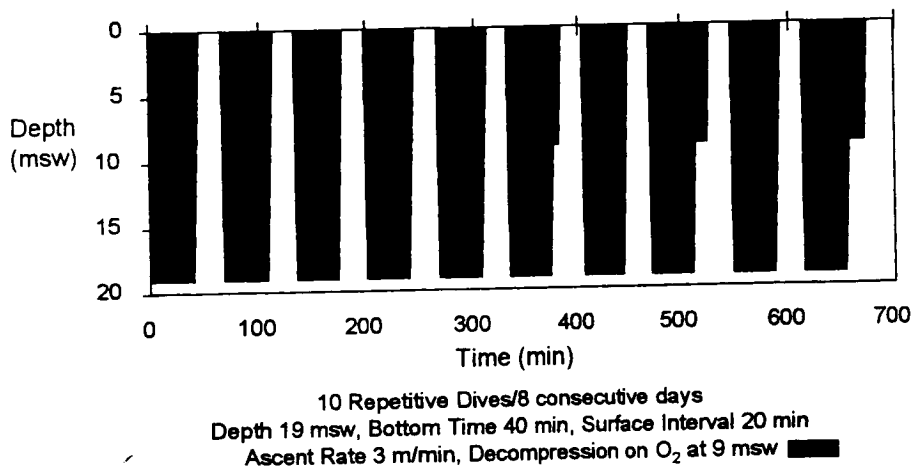 0
100
200
300
400
500
600
700
0
5
10
15
20
Depth
(msw)
Time (min)
10 Repetitive Dives/8 consecutive days
Depth 19 msw, Bottom Time 40 min, Surface Interval 20 min
Ascent Rate 3 m/min, Decompression on O₂ at 9 msw